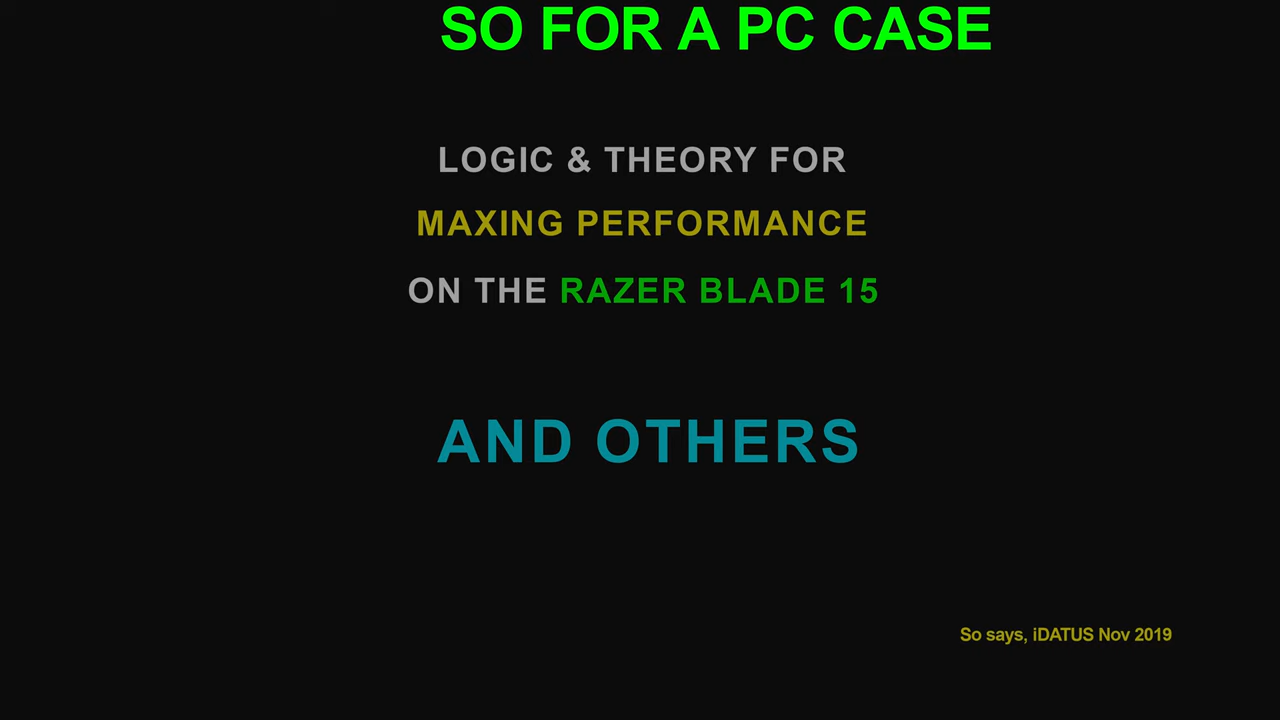 SO FOR A PC CASE
LOGIC & THEORY FOR
MAXING PERFORMANCE
ON THE RAZER BLADE 15
AND OTHERS
So says, iDATUS Nov 2019